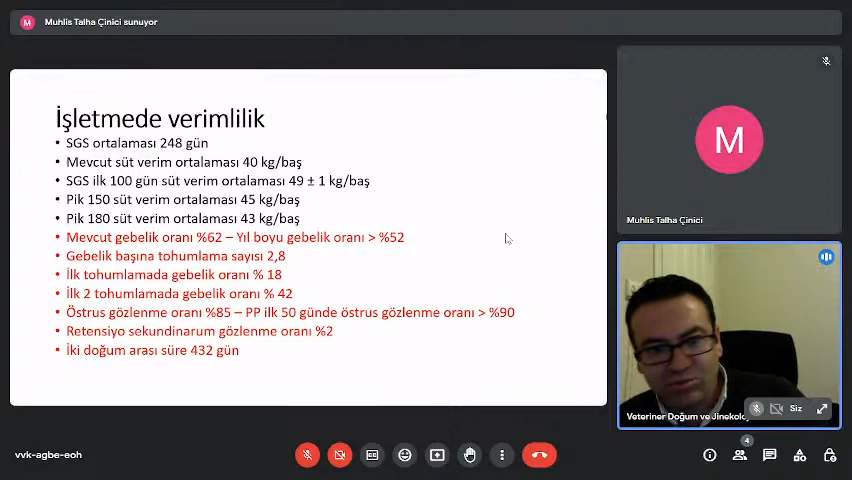 M
Muhlis Talha Çinici sunuyor
İşletmede verimlilik
• SGS ortalaması 248 gün
• Mevcut süt verim ortalaması 40 kg/baş
• SGS ilk 100 gün süt verim ortalaması 49 ± 1 kg/baş
• Pik 150 süt verim ortalaması 45 kg/baş
• Pik 180 süt verim ortalaması 43 kg/baş
• Mevcut gebelik oranı %62 – Yıl boyu gebelik oranı > %52
• Gebelik başına tohumlama sayısı 2,8
• İlk tohumlamada gebelik oranı % 18
• İlk 2 tohumlamada gebelik oranı % 42
• Östrus gözlenme oranı %85 – PP ilk 50 günde östrus gözlenme oranı > %90
• Retensiyo sekundinarum gözlenme oranı %2
• İki doğum arası süre 432 gün
M
Muhlis Talha Çinici
Veteriner Doğum ve Jinekoloj
Siz
vvk-agbe-eoh
4